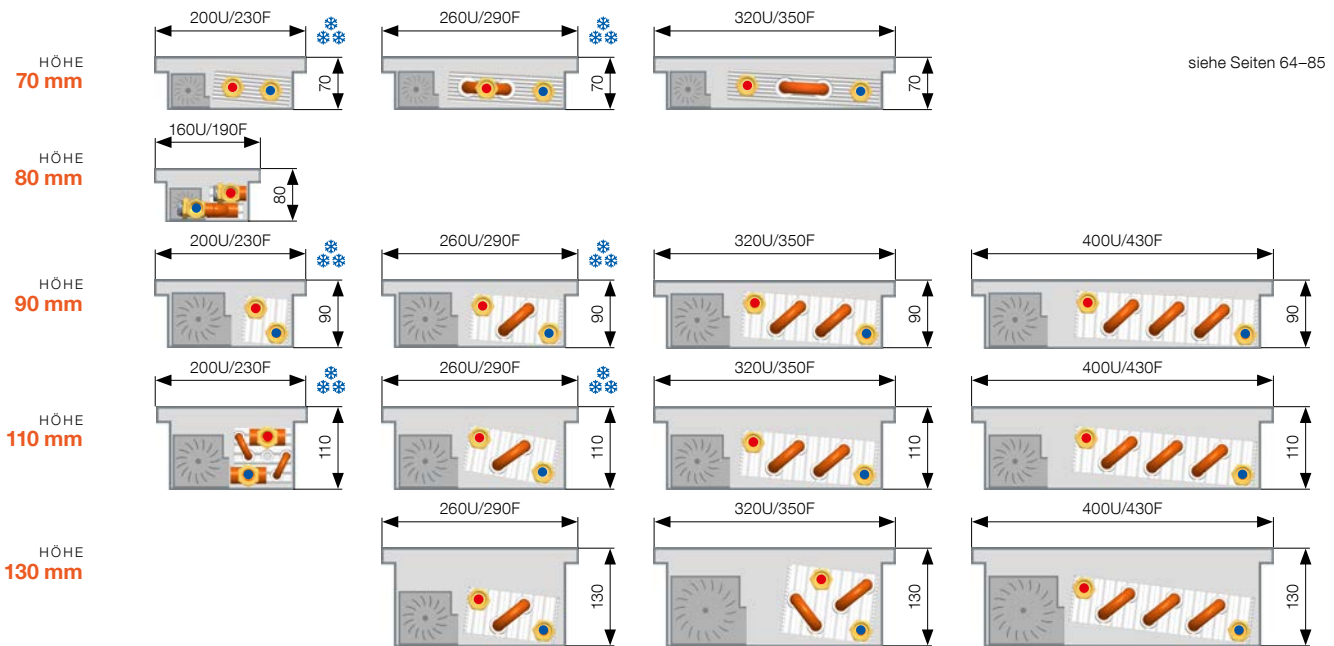 200U/230F 260U/290F 320U/350F
HÖHE
70 mm
70 70 70
siehe Seiten 64–85
160U/190F
HÖHE
80 mm
80
200U/230F 260U/290F 320U/350F 400U/430F
HÖHE
90 mm
90 90 90 90
200U/230F 260U/290F 320U/350F 400U/430F
HÖHE
110 mm
110 110 110 110
260U/290F 320U/350F 400U/430F
HÖHE
130 mm
130 130 130